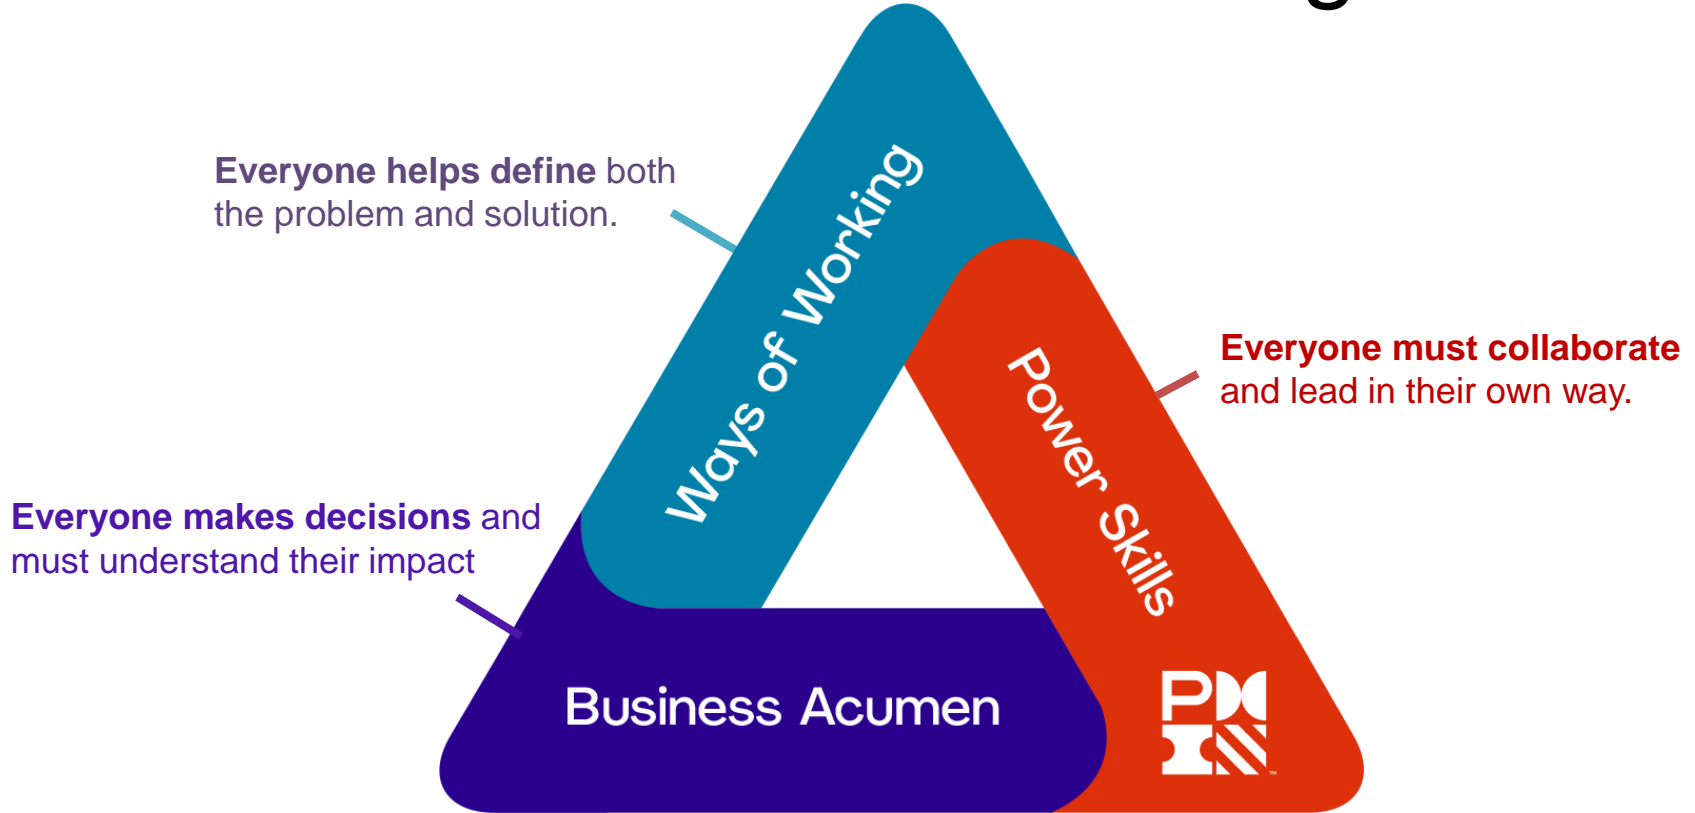 Everyone helps define both
the problem and solution.
Ways of Working
Everyone must collaborate
and lead in their own way.
Power Skills
Everyone makes decisions and
must understand their impact
Business Acumen
PMI
TM